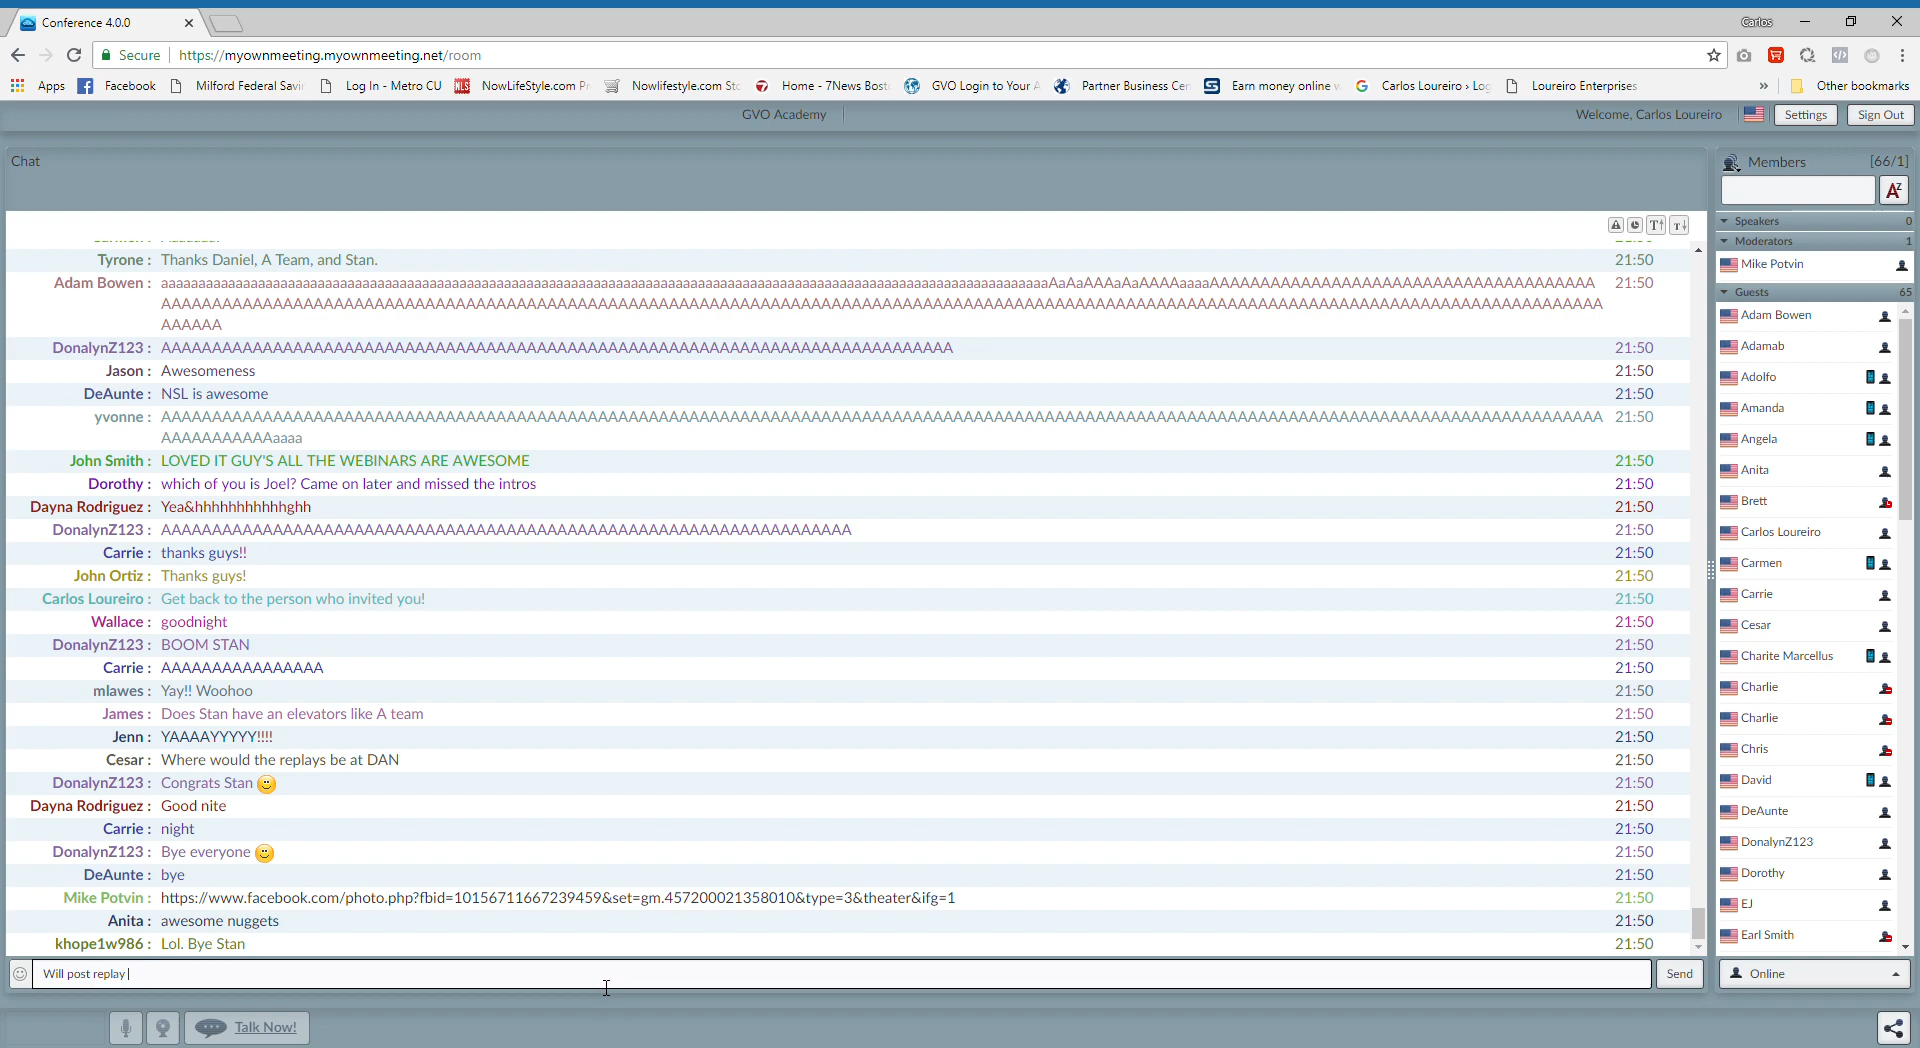 Conference 4.0.0
Carlos
Secure
https://myownmeeting.myownmeeting.net/room
Apps
Facebook
Milford Federal Savi
Log In - Metro CU
NowLifeStyle.com P
Nowlifestyle.com Sto
Home - 7News Bost
GVO Login to Your A
Partner Business Cen
Earn money online
Carlos Loureiro › Log
Loureiro Enterprises
Other bookmarks
GVO Academy
Welcome, Carlos Loureiro
Settings
Sign Out
Chat
Tyrone : Thanks Daniel, A Team, and Stan. 21:50
Adam Bowen : 21:50
DonalynZ123 : 21:50
Jason : Awesomeness 21:50
DeAunte : NSL is awesome 21:50
yvonne : 21:50
John Smith : LOVED IT GUY'S ALL THE WEBINARS ARE AWESOME 21:50
Dorothy : which of you is Joel? Came on later and missed the intros 21:50
Dayna Rodriguez : Yea&hhhhhhhhhhhghh 21:50
DonalynZ123 : 21:50
Carrie : thanks guys!! 21:50
John Ortiz : Thanks guys! 21:50
Carlos Loureiro : Get back to the person who invited you! 21:50
Wallace : goodnight 21:50
DonalynZ123 : BOOM STAN 21:50
Carrie : AAAAAAAAAAAAAAAA 21:50
mlawes : Yay!! Woohoo 21:50
James : Does Stan have an elevators like A team 21:50
Jenn : YAAAAYYYYY!!!! 21:50
Cesar : Where would the replays be at DAN 21:50
DonalynZ123 : Congrats Stan 21:50
Dayna Rodriguez : Good nite 21:50
Carrie : night 21:50
DonalynZ123 : Bye everyone 21:50
DeAunte : bye 21:50
Mike Potvin : https://www.facebook.com/photo.php?fbid=10156711667239459&set=gm.457200021358010&type=3&theater&ifg=1 21:50
Anita : awesome nuggets 21:50
khope1w986 : Lol. Bye Stan 21:50
Will post replay
Send
Talk Now!
Members [66/1]
Speakers 0
Moderators 1
Mike Potvin
Guests 65
Adam Bowen
Adamab
Adolfo
Amanda
Angela
Anita
Brett
Carlos Loureiro
Carmen
Carrie
Cesar
Charite Marcellus
Charlie
Charlie
Chris
David
DeAunte
DonalynZ123
Dorothy
EJ
Earl Smith
Online